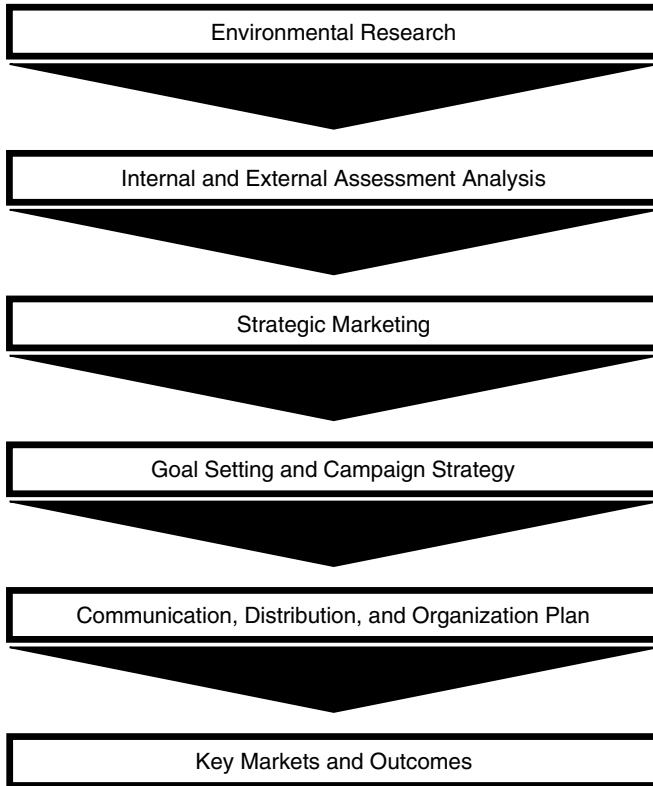 Environmental Research
Internal and External Assessment Analysis
Strategic Marketing
Goal Setting and Campaign Strategy
Communication, Distribution, and Organization Plan
Key Markets and Outcomes